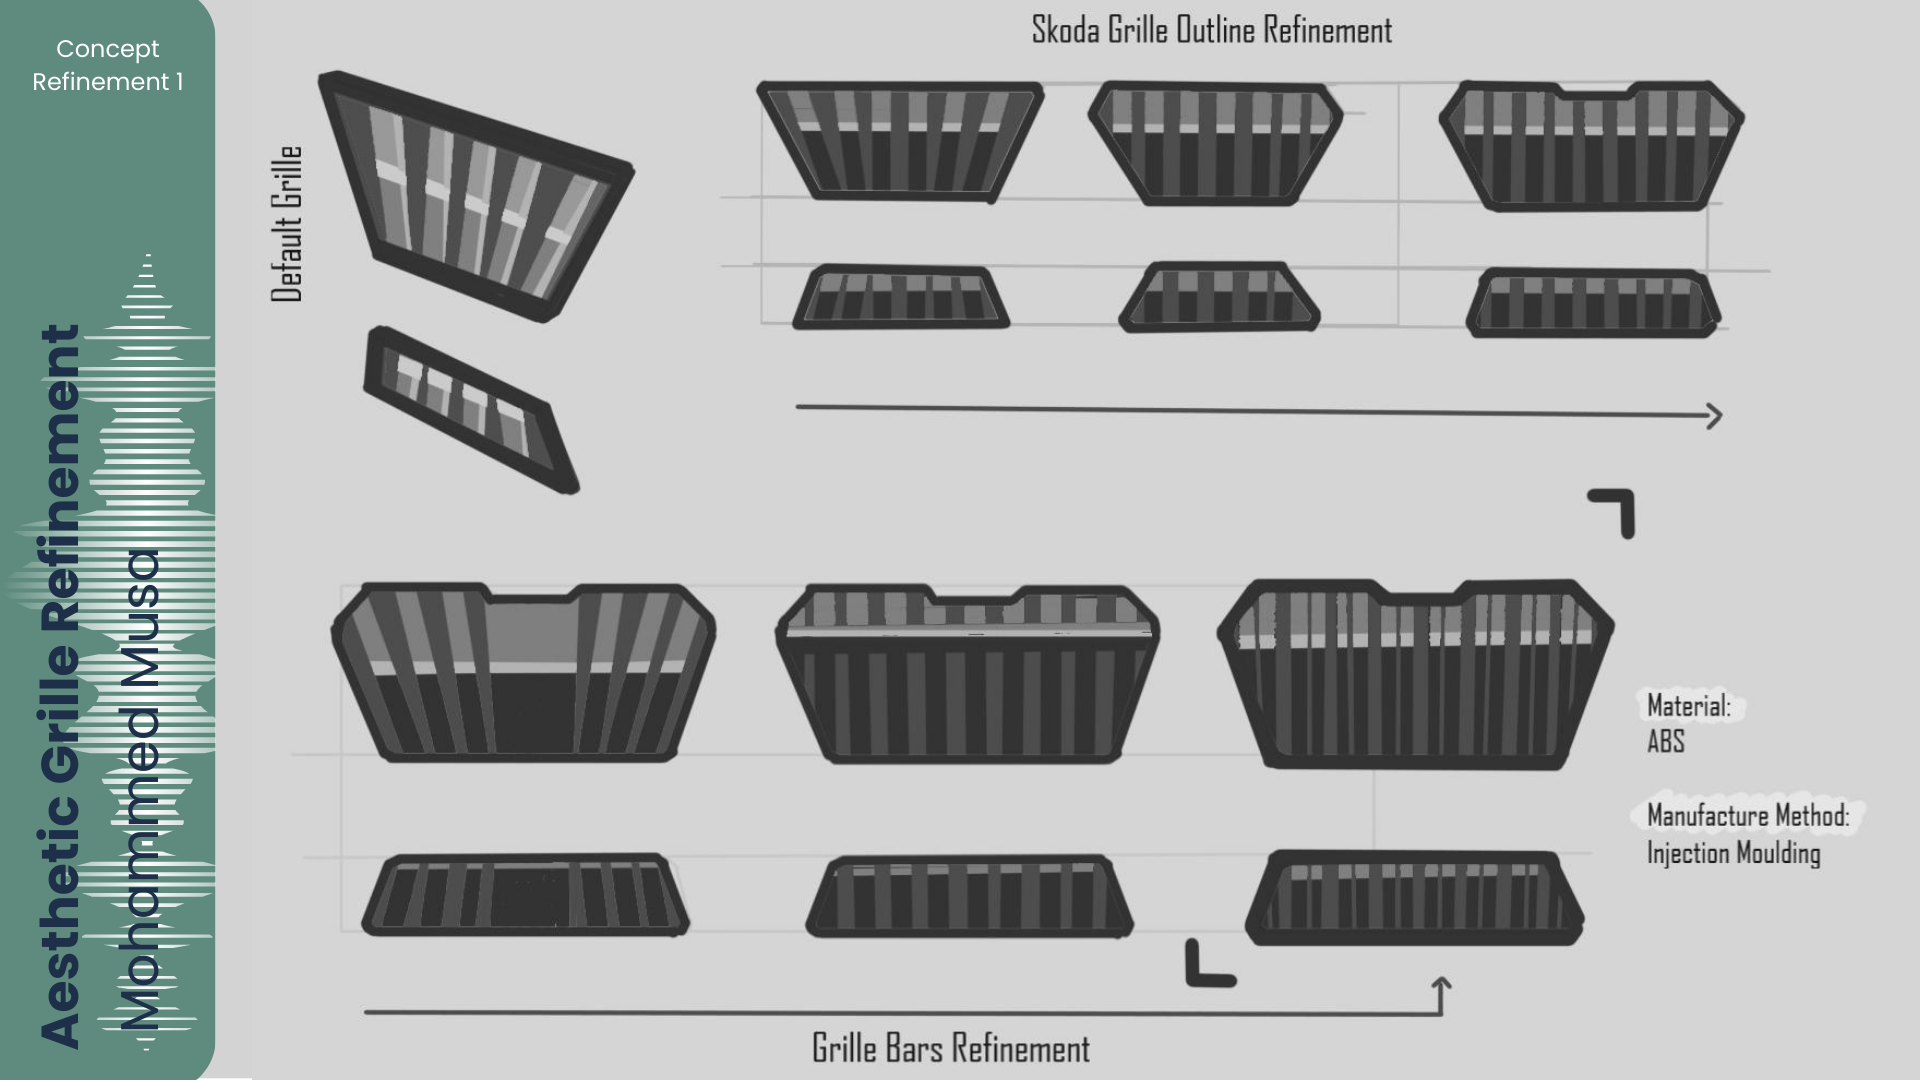 Concept
Refinement 1
Aesthetic Grille Refinement
Mohammed Musa
Skoda Grille Outline Refinement
Default Grille
Material:
ABS
Manufacture Method:
Injection Moulding
Grille Bars Refinement